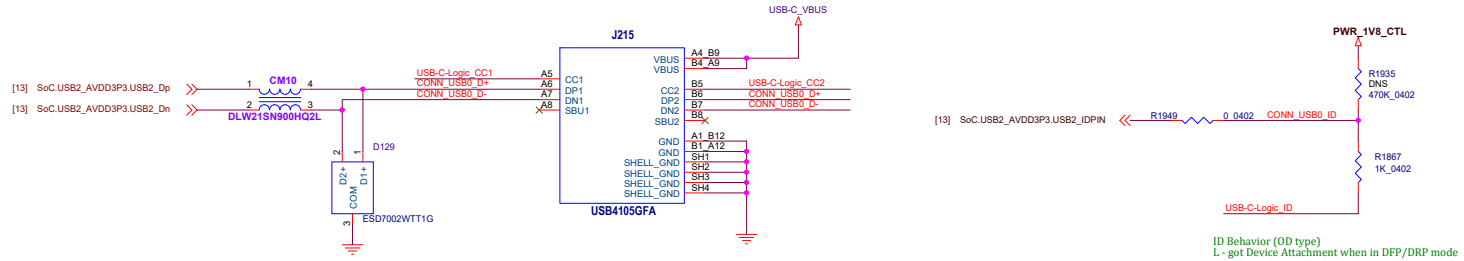 USB-C_VBUS
J215
PWR_1V8_CTL
A4_B9
VBUS
B4_A9
VBUS
R1935
DNS
470K_0402
CM10
USB-C-Logic_CC1
A5
CC1
B5
CC2
USB-C-Logic_CC2
[13] SoC.USB2_AVDD3P3.USB2_Dp
1
4
CONN_USB0_D+
A6
DP1
B6
DP2
CONN_USB0_D+
CONN_USB0_D-
A7
DN1
B7
DN2
CONN_USB0_D-
[13] SoC.USB2_AVDD3P3.USB2_Dn
2
3
A8
SBU1
B8
SBU2
DLW21SN900HQ2L
[13] SoC.USB2_AVDD3P3.USB2_IDPIN
R1949
0_0402
CONN_USB0_ID
A1_B12
GND
B1_A12
GND
SH1
SHELL_GND
SH2
SHELL_GND
SH3
SHELL_GND
SH4
SHELL_GND
2
1
D129
D2+
D1+
COM
3
ESD7002WTT1G
USB4105GFA
R1867
1K_0402
USB-C-Logic_ID
ID Behavior (OD type)
L - got Device Attachment when in DFP/DRP mode